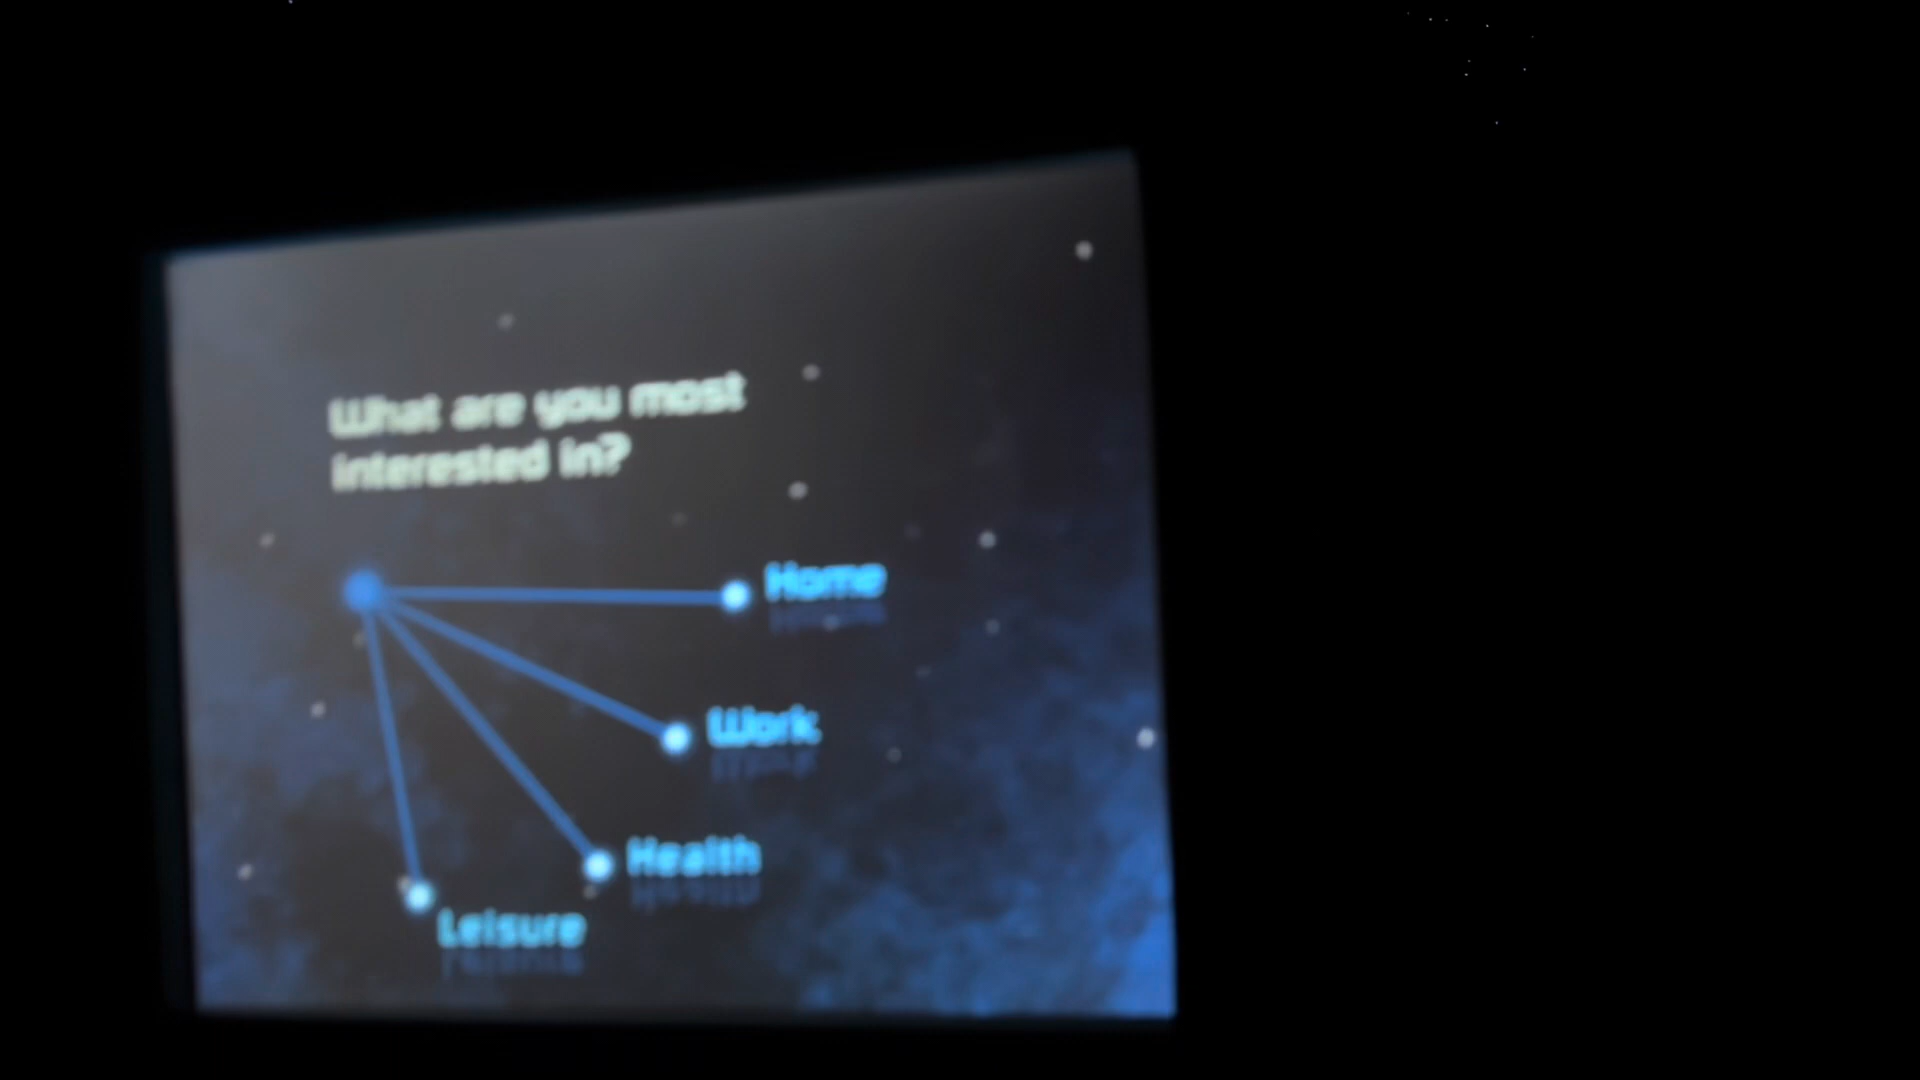 What are you most
interested in?
Home
Work
Health
Leisure